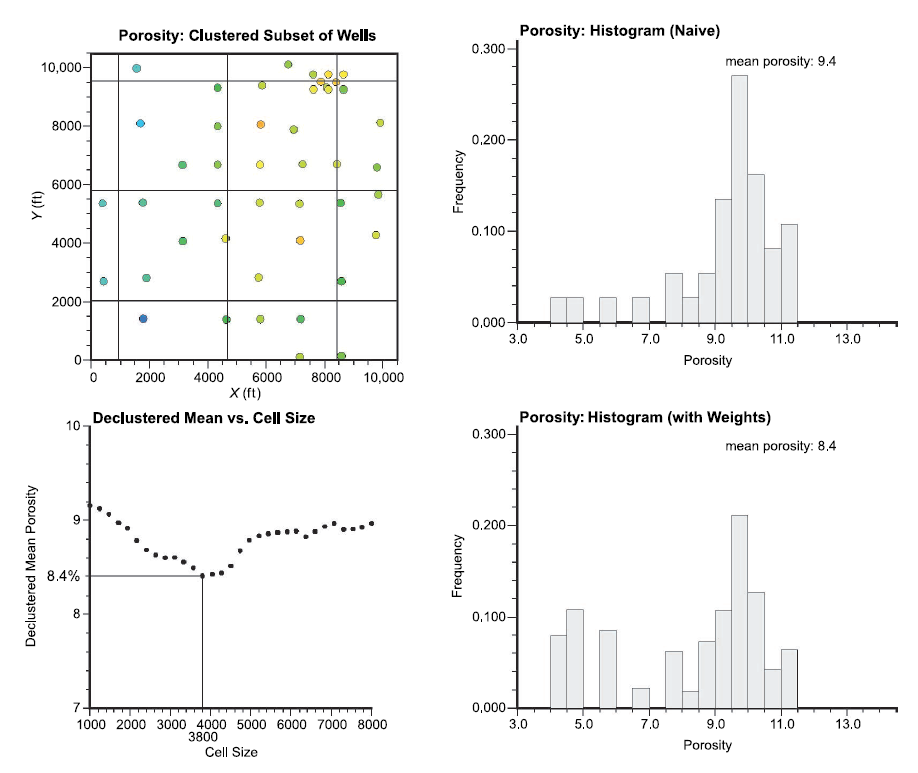 Porosity: Clustered Subset of Wells
10,000
8000
6000
4000
2000
0
Y (ft)
0 2000 4000 6000 8000 10,000
X (ft)
Porosity: Histogram (Naive)
mean porosity: 9.4
0.300
0.200
0.100
0,000
Frequency
3.0 5.0 7.0 9.0 11.0 13.0
Porosity
Declustered Mean vs. Cell Size
10
9
8.4%
8
7
Declustered Mean Porosity
1000 2000 3000 4000 5000 6000 7000 8000
3800
Cell Size
Porosity: Histogram (with Weights)
mean porosity: 8.4
0.300
0.200
0.100
0,000
Frequency
3.0 5.0 7.0 9.0 11.0 13.0
Porosity